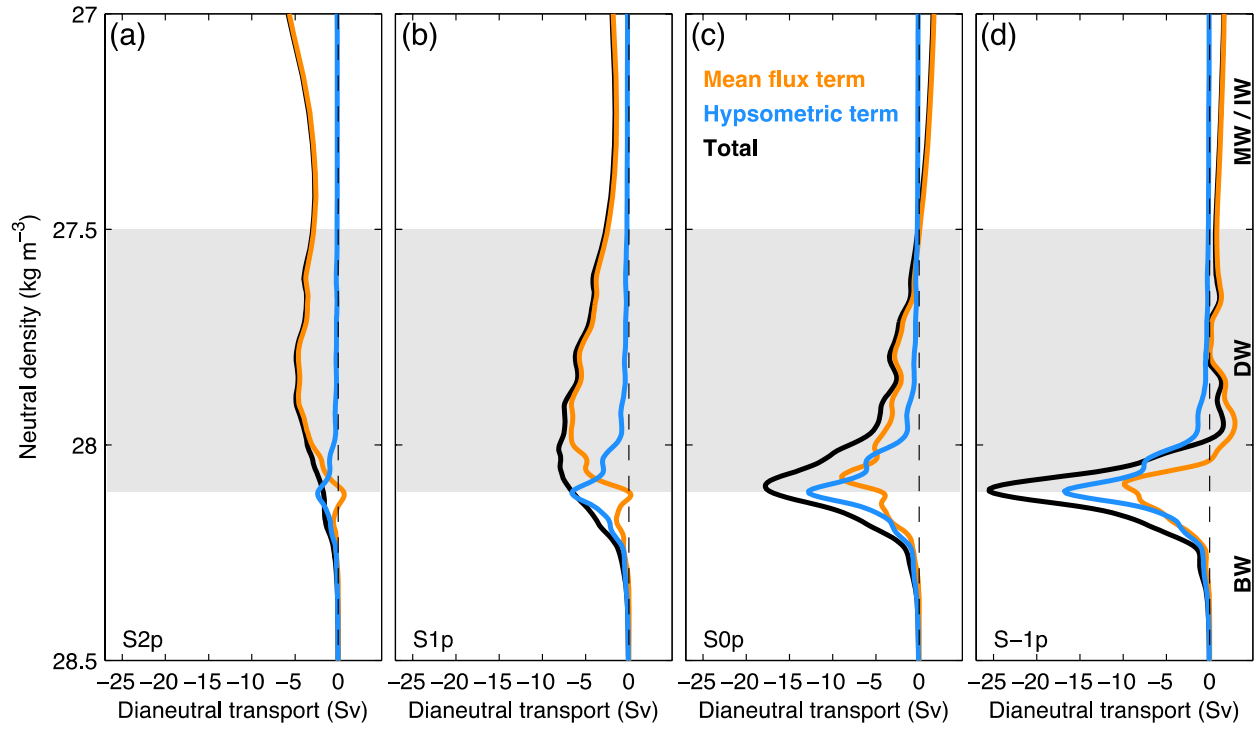 (a)
(b)
(c)
(d)
27
27.5
28
28.5
Neutral density (kg m−3)
Mean flux term
Hypsometric term
Total
MW / IW
DW
BW
S2p
S1p
S0p
S−1p
−25 −20 −15 −10 −5 0
−25 −20 −15 −10 −5 0
−25 −20 −15 −10 −5 0
−25 −20 −15 −10 −5 0
Dianeutral transport (Sv)
Dianeutral transport (Sv)
Dianeutral transport (Sv)
Dianeutral transport (Sv)